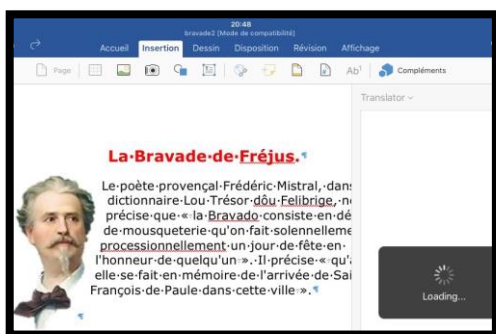 20:48
bravade2 [Mode de compatibilité]
Accueil Insertion Dessin Disposition Révision Affichage
Page Ab¹ Compléments
Translator
La·Bravade·de·Fréjus.
Le·poète·provençal·Frédéric·Mistral,·dans
dictionnaire·Lou·Trésor·dôu·Felibrige,·n
précise·que·«·la·Bravado·consiste·en·dé
de·mousqueterie·qu'on·fait·solennelleme
processionnellement·un·jour·de·fête·en·
l'honneur·de·quelqu'un·».·Il·précise·«·qu'
elle·se·fait·en·mémoire·de·l'arrivée·de·Sai
François·de·Paule·dans·cette·ville·».
Loading...